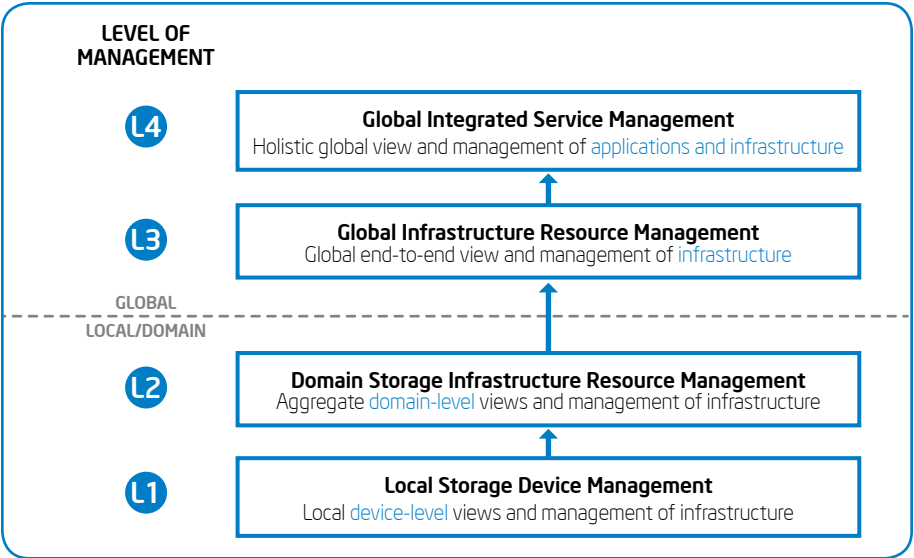 LEVEL OF
MANAGEMENT
L4
Global Integrated Service Management
Holistic global view and management of applications and infrastructure
L3
Global Infrastructure Resource Management
Global end-to-end view and management of infrastructure
GLOBAL
LOCAL/DOMAIN
L2
Domain Storage Infrastructure Resource Management
Aggregate domain-level views and management of infrastructure
L1
Local Storage Device Management
Local device-level views and management of infrastructure